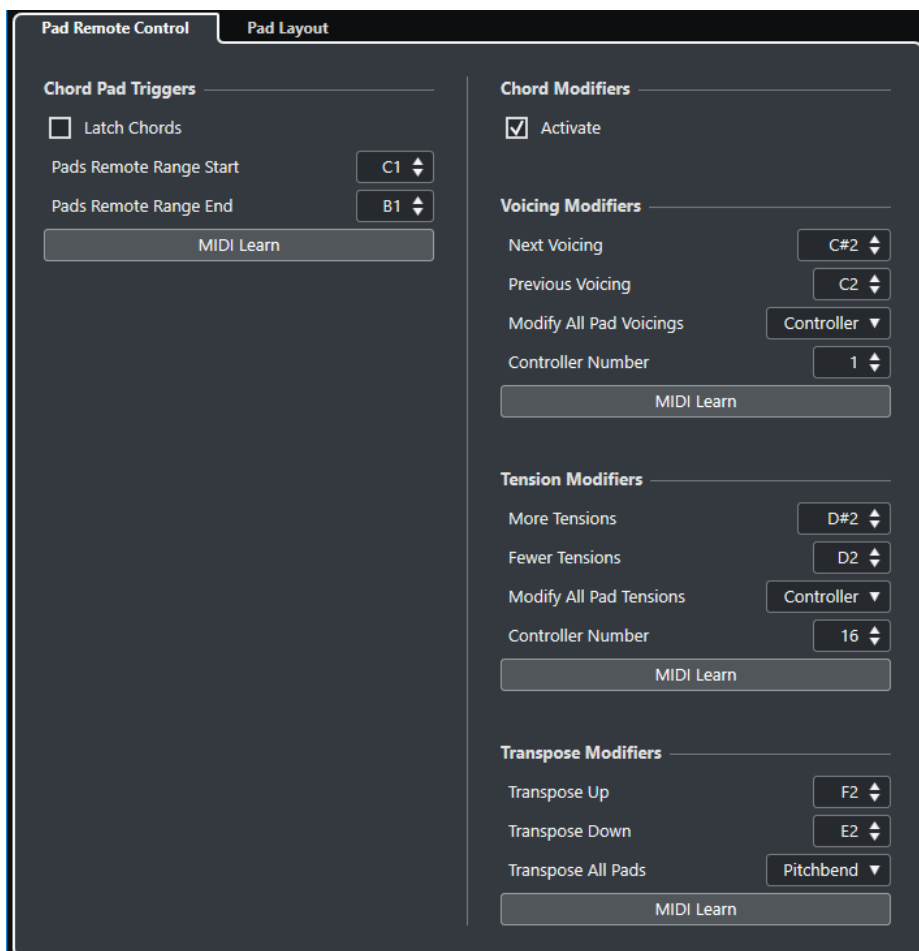 Pad Remote Control
Pad Layout
Chord Pad Triggers
Latch Chords
Pads Remote Range Start C1
Pads Remote Range End B1
MIDI Learn
Chord Modifiers
Activate
Voicing Modifiers
Next Voicing C#2
Previous Voicing C2
Modify All Pad Voicings Controller
Controller Number 1
MIDI Learn
Tension Modifiers
More Tensions D#2
Fewer Tensions D2
Modify All Pad Tensions Controller
Controller Number 16
MIDI Learn
Transpose Modifiers
Transpose Up F2
Transpose Down E2
Transpose All Pads Pitchbend
MIDI Learn